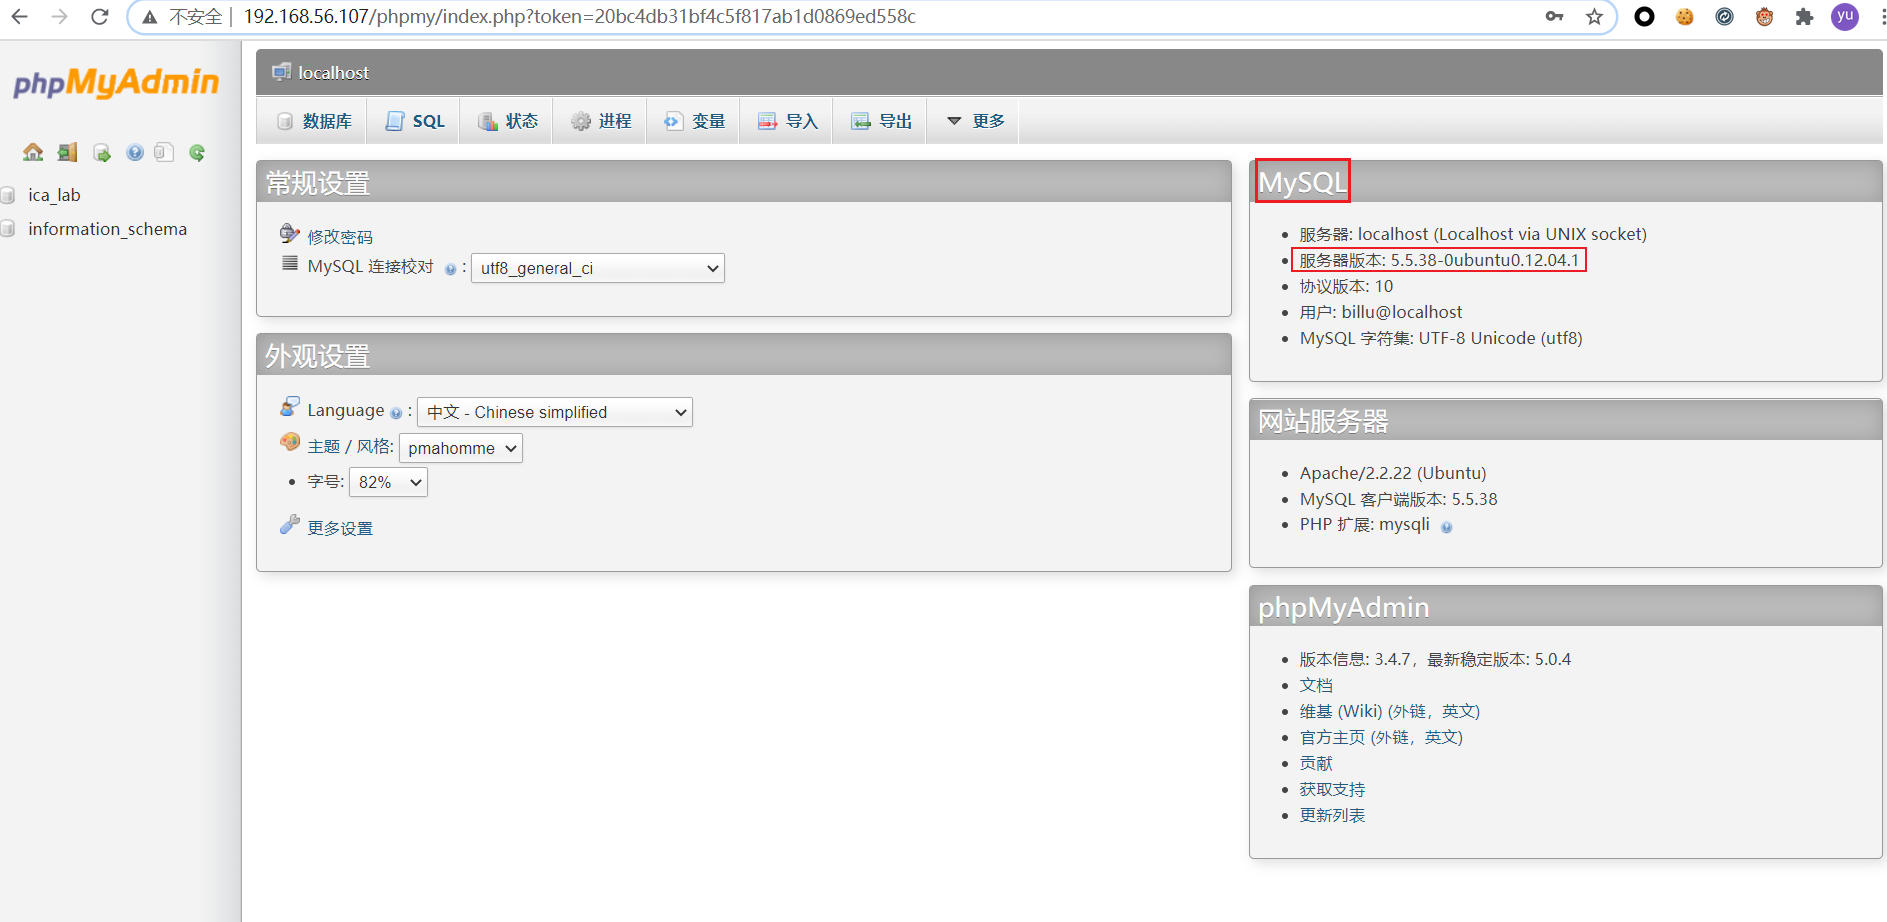 不安全 | 192.168.56.107/phpmy/index.php?token=20bc4db31bf4c5f817ab1d0869ed558c
yu
phpMyAdmin
ica_lab
information_schema
localhost
数据库 SQL 状态 进程 变量 导入 导出 更多
常规设置
修改密码
MySQL 连接校对 : utf8_general_ci
外观设置
Language : 中文 - Chinese simplified
主题 / 风格: pmahomme
字号: 82%
更多设置
MySQL
服务器: localhost (Localhost via UNIX socket)
服务器版本: 5.5.38-0ubuntu0.12.04.1
协议版本: 10
用户: billu@localhost
MySQL 字符集: UTF-8 Unicode (utf8)
网站服务器
Apache/2.2.22 (Ubuntu)
MySQL 客户端版本: 5.5.38
PHP 扩展: mysqli
phpMyAdmin
版本信息: 3.4.7，最新稳定版本: 5.0.4
文档
维基 (Wiki) (外链，英文)
官方主页 (外链，英文)
贡献
获取支持
更新列表